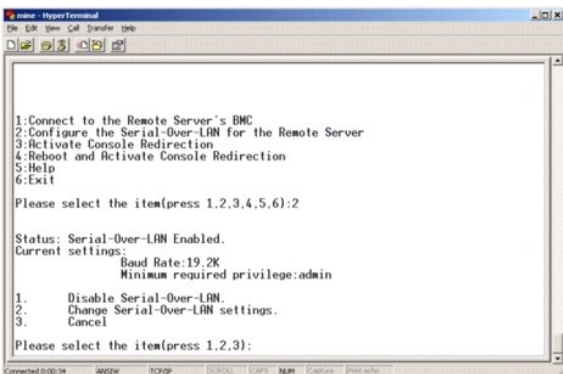 mine - HyperTerminal
File Edit View Call Transfer Help
1:Connect to the Remote Server's BMC
2:Configure the Serial-Over-LAN for the Remote Server
3:Activate Console Redirection
4:Reboot and Activate Console Redirection
5:Help
6:Exit
Please select the item(press 1,2,3,4,5,6):2
Status: Serial-Over-LAN Enabled.
Current settings:
Baud Rate:19.2K
Minimum required privilege:admin
1. Disable Serial-Over-LAN.
2. Change Serial-Over-LAN settings.
3. Cancel
Please select the item(press 1,2,3):
Connected 0:00:34 ANSIW TCP/IP SCROLL CAPS NUM Capture Print echo